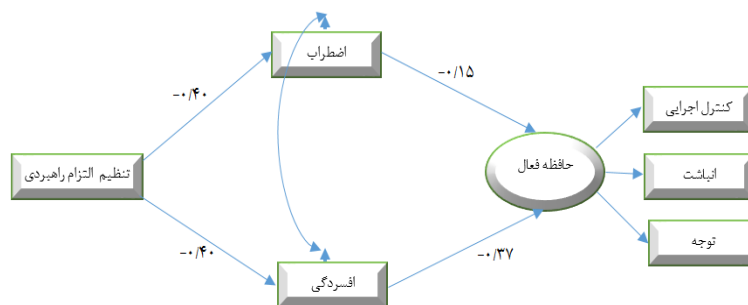 اضطراب
-۰/۱۵
-۰/۴۰
کنترل اجرایی
تنظیم التزام راهبردی
حافظه فعال
انباشت
توجه
-۰/۴۰
-۰/۳۷
افسردگی